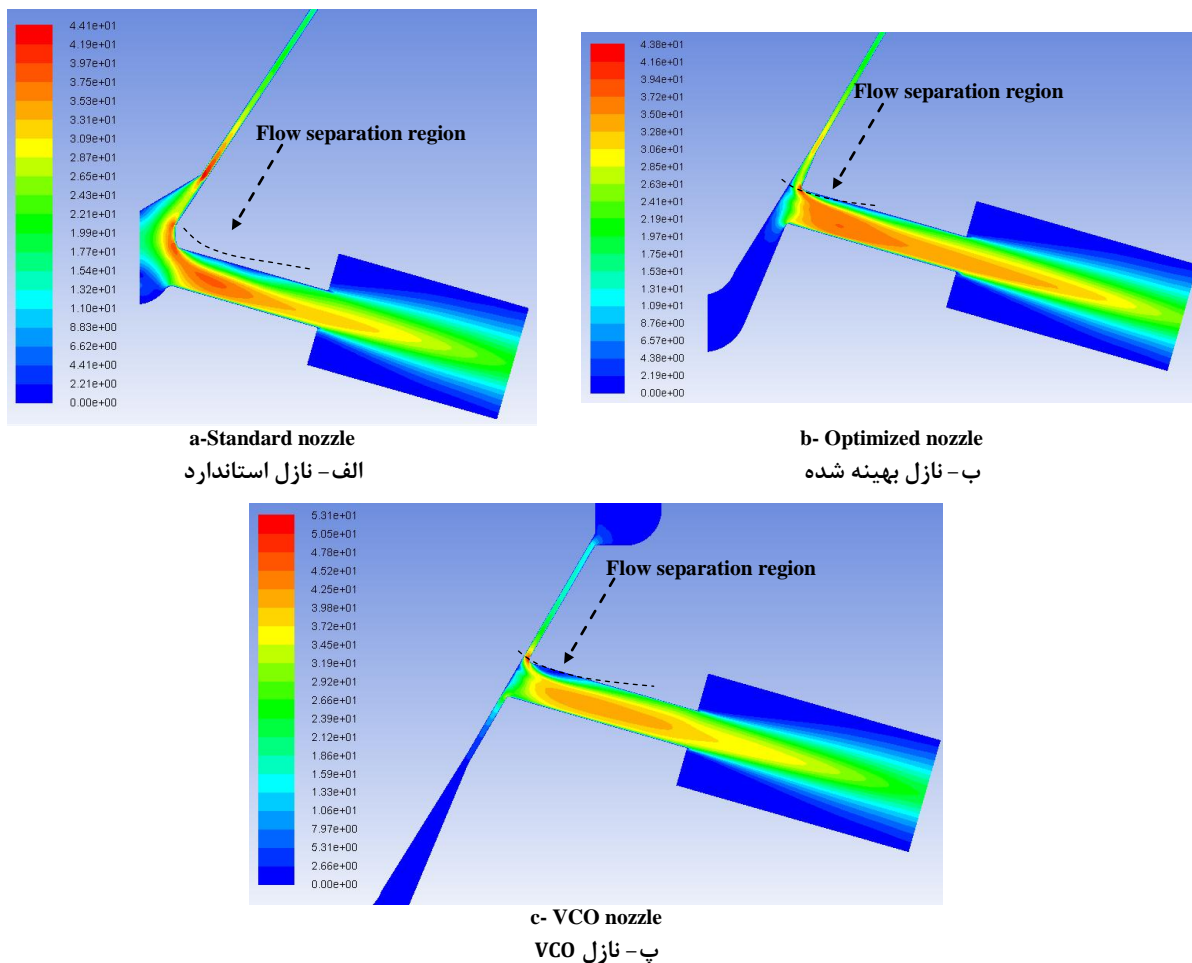 4.41e+01
4.19e+01
3.97e+01
3.75e+01
3.53e+01
3.31e+01
3.09e+01
2.87e+01
2.65e+01
2.43e+01
2.21e+01
1.99e+01
1.77e+01
1.54e+01
1.32e+01
1.10e+01
8.83e+00
6.62e+00
4.41e+00
2.21e+00
0.00e+00
Flow separation region
a-Standard nozzle
الف- نازل استاندارد
4.38e+01
4.16e+01
3.94e+01
3.72e+01
3.50e+01
3.28e+01
3.06e+01
2.85e+01
2.63e+01
2.41e+01
2.19e+01
1.97e+01
1.75e+01
1.53e+01
1.31e+01
1.09e+01
8.76e+00
6.57e+00
4.38e+00
2.19e+00
0.00e+00
Flow separation region
b- Optimized nozzle
ب- نازل بهینه شده
5.31e+01
5.05e+01
4.78e+01
4.52e+01
4.25e+01
3.98e+01
3.72e+01
3.45e+01
3.19e+01
2.92e+01
2.66e+01
2.39e+01
2.12e+01
1.86e+01
1.59e+01
1.33e+01
1.06e+01
7.97e+00
5.31e+00
2.66e+00
0.00e+00
Flow separation region
c- VCO nozzle
پ- نازل VCO